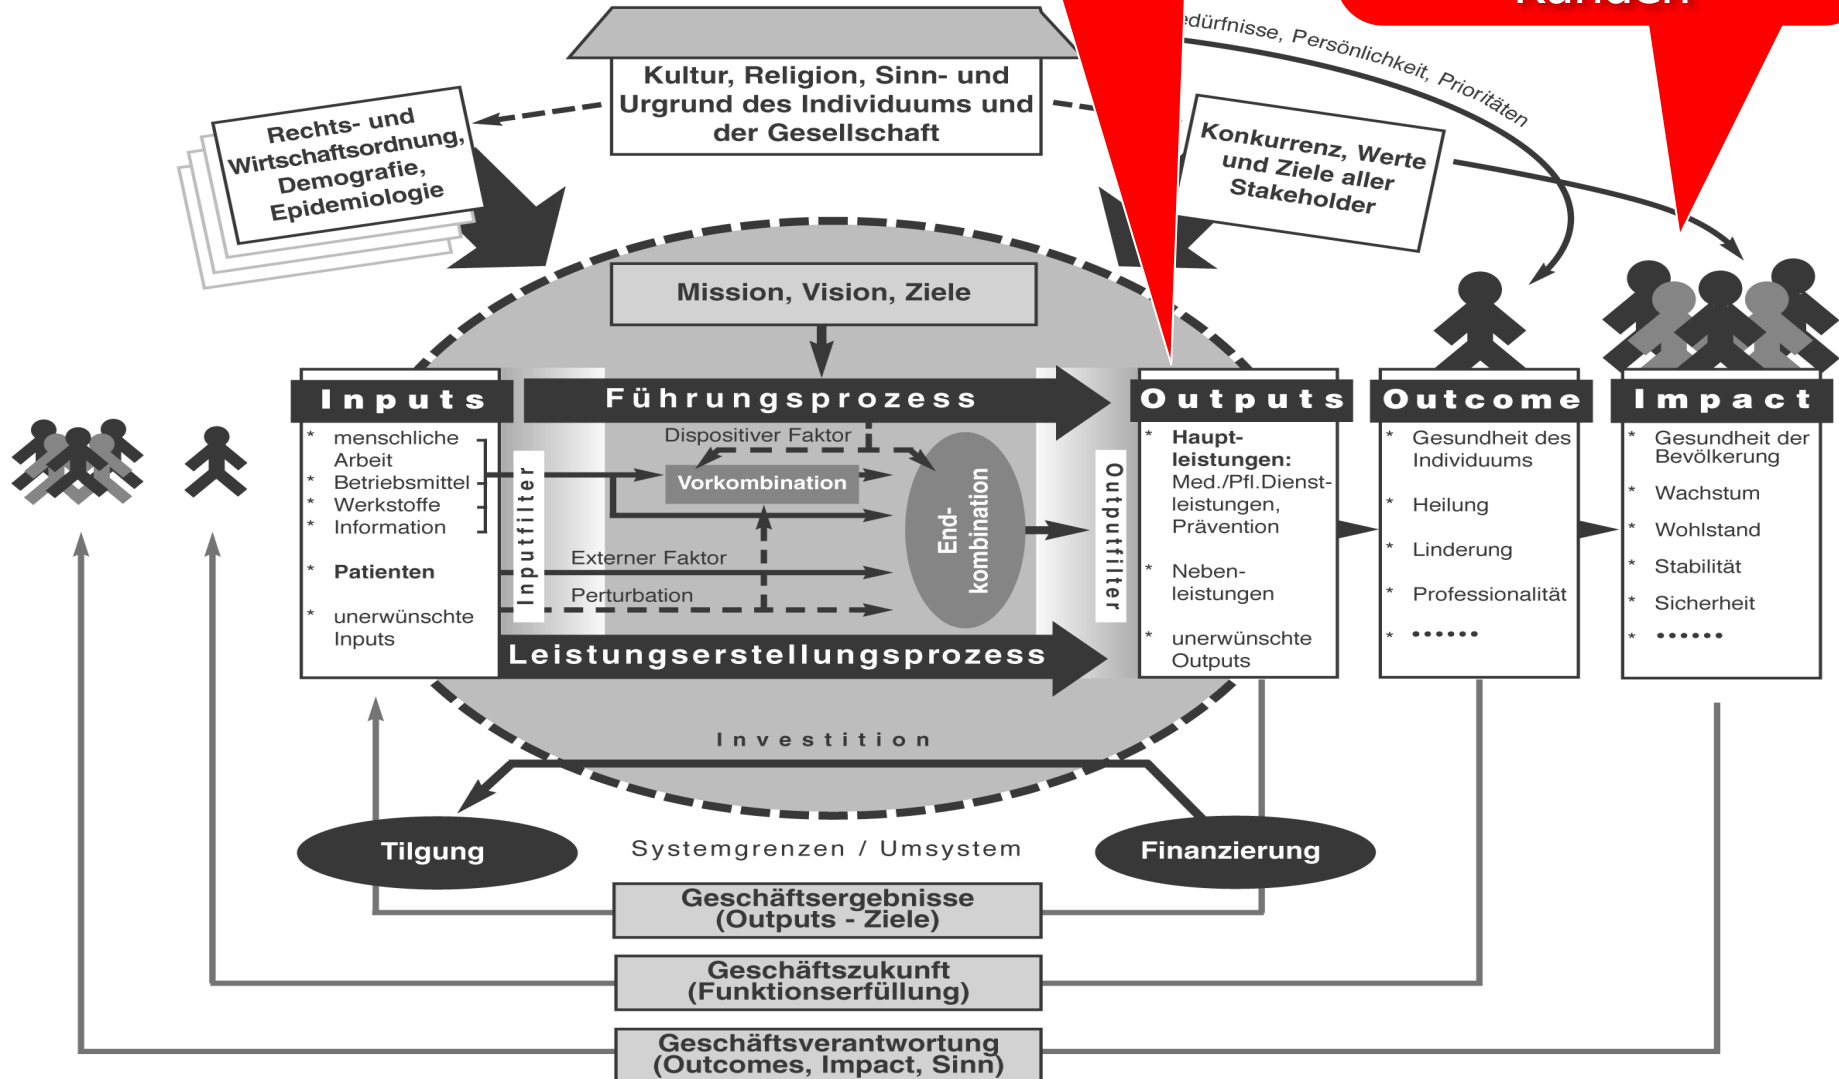 Kunden
edürfnisse, Persönlichkeit, Prioritäten
Kultur, Religion, Sinn- und
Urgrund des Individuums und
der Gesellschaft
Rechts- und
Wirtschaftsordnung,
Demografie,
Epidemiologie
Konkurrenz, Werte
und Ziele aller
Stakeholder
Mission, Vision, Ziele
Inputs
* menschliche
Arbeit
* Betriebsmittel
* Werkstoffe
* Information
* Patienten
* unerwünschte
Inputs
Inputfilter
Führungsprozess
Dispositiver Faktor
Vorkombination
Externer Faktor
Perturbation
End-
kombination
Leistungserstellungsprozess
Outputfilter
Outputs
* Haupt-
leistungen:
Med./Pfl.Dienst-
leistungen,
Prävention
* Neben-
leistungen
* unerwünschte
Outputs
Outcome
* Gesundheit des
Individuums
* Heilung
* Linderung
* Professionalität
* ••••••
Impact
* Gesundheit der
Bevölkerung
* Wachstum
* Wohlstand
* Stabilität
* Sicherheit
* ••••••
Investition
Tilgung
Systemgrenzen / Umsystem
Finanzierung
Geschäftsergebnisse
(Outputs - Ziele)
Geschäftszukunft
(Funktionserfüllung)
Geschäftsverantwortung
(Outcomes, Impact, Sinn)